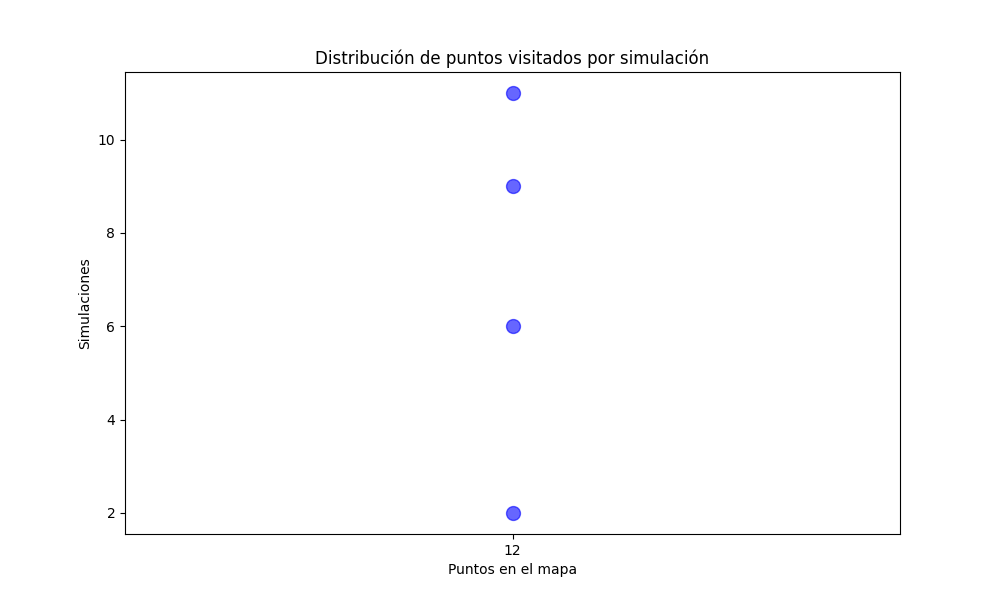 Distribución de puntos visitados por simulación
10
8
6
4
2
Simulaciones
12
Puntos en el mapa